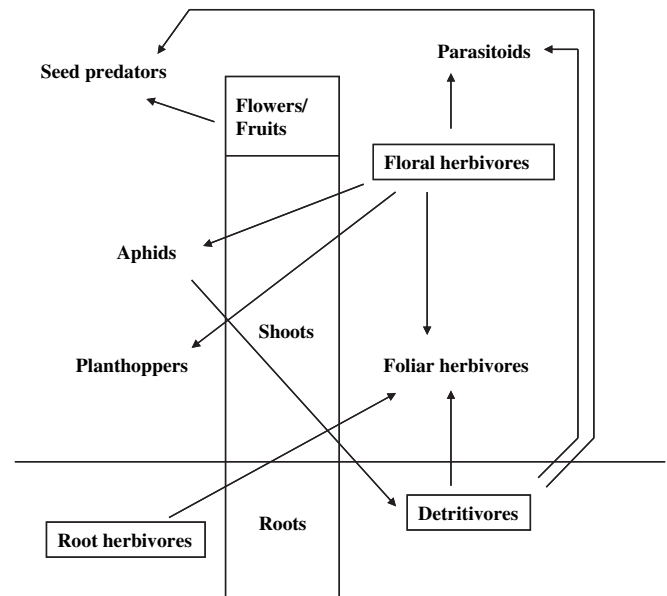 Parasitoids
Seed predators
Flowers/
Fruits
Floral herbivores
Aphids
Shoots
Planthoppers
Foliar herbivores
Detritivores
Roots
Root herbivores